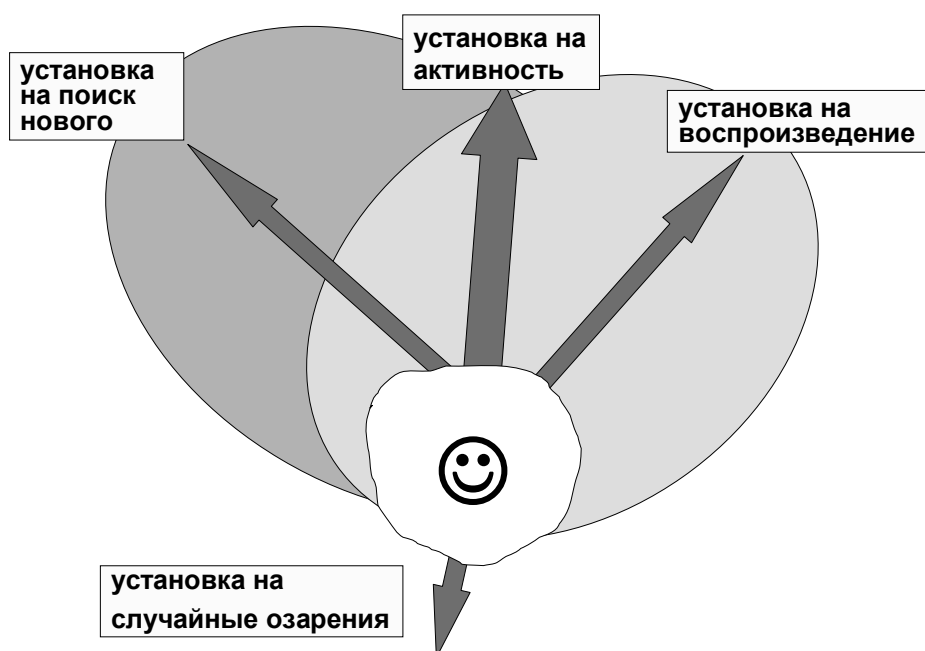 установка
на поиск
нового
установка на
активность
установка на
воспроизведение
установка на
случайные озарения